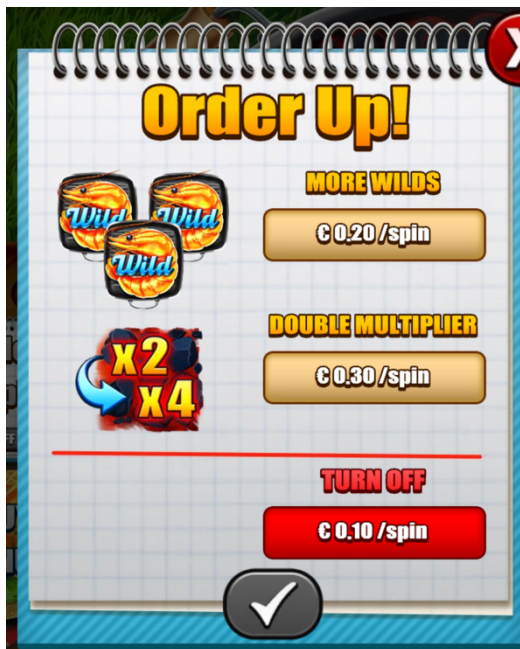 Order Up!
MORE WILDS
Wild Wild
€ 0.20 /spin
Wild
DOUBLE MULTIPLIER
X2
€ 0.30 /spin
X4
TURN OFF
€ 0.10 /spin